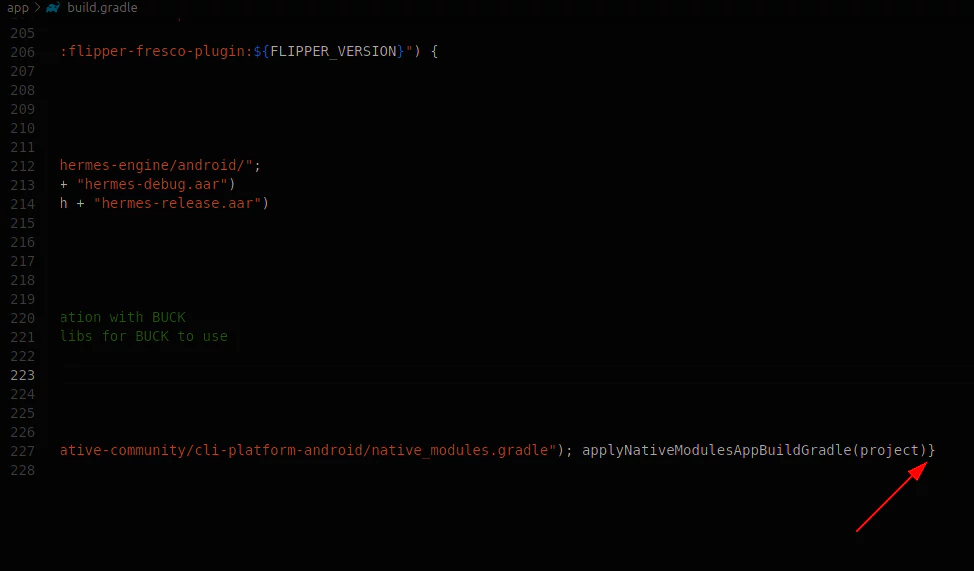 app > build.gradle
205
206 :flipper-fresco-plugin:${FLIPPER_VERSION}") {
207
208
209
210
211
212 hermes-engine/android/";
213 + "hermes-debug.aar")
214 h + "hermes-release.aar")
215
216
217
218
219
220 ation with BUCK
221 libs for BUCK to use
222
223
224
225
226
227 ative-community/cli-platform-android/native_modules.gradle"); applyNativeModulesAppBuildGradle(project)}
228